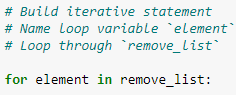 # Build iterative statement
# Name loop variable `element`
# Loop through `remove_list`
for element in remove_list: